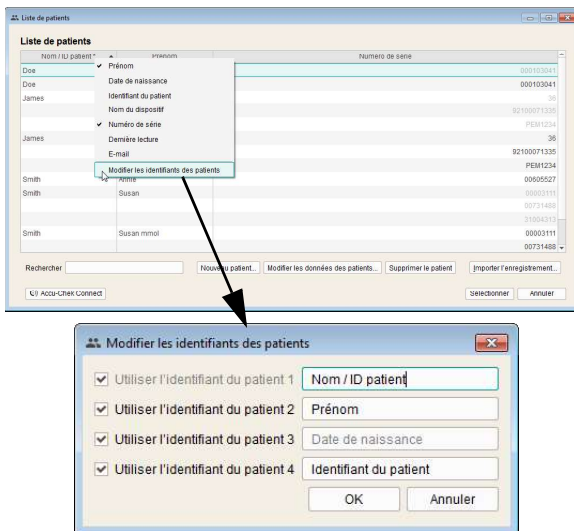 Liste de patients
Liste de patients
Nom / ID patient * Prénom Numéro de série
Doe 000103041
Doe 000103041
James 36
92100071335
PEM1234
James 36
92100071335
PEM1234
Smith Annie 00605527
Smith Susan 00003111
00731488
31004313
Smith Susan mmol 00003111
00731488
Prénom
Date de naissance
Identifiant du patient
Nom du dispositif
Numéro de série
Dernière lecture
E-mail
Modifier les identifiants des patients
Rechercher Nouveau patient... Modifier les données des patients... Supprimer le patient Importer l'enregistrement...
Accu-Chek Connect Sélectionner Annuler
Modifier les identifiants des patients
Utiliser l'identifiant du patient 1 Nom / ID patient
Utiliser l'identifiant du patient 2 Prénom
Utiliser l'identifiant du patient 3 Date de naissance
Utiliser l'identifiant du patient 4 Identifiant du patient
OK Annuler